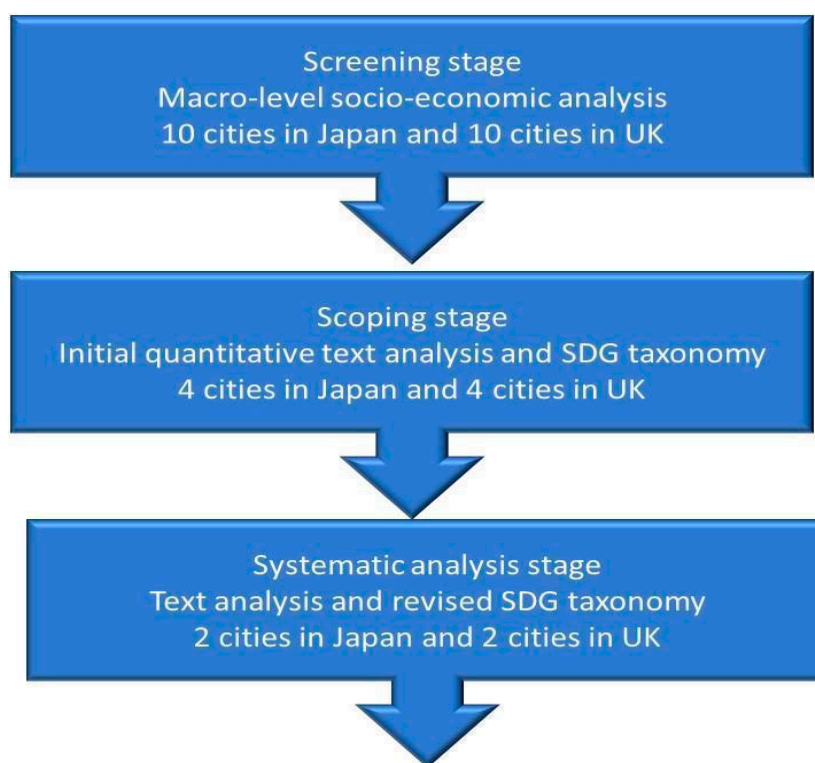 Screening stage
Macro-level socio-economic analysis
10 cities in Japan and 10 cities in UK
Scoping stage
Initial quantitative text analysis and SDG taxonomy
4 cities in Japan and 4 cities in UK
Systematic analysis stage
Text analysis and revised SDG taxonomy
2 cities in Japan and 2 cities in UK